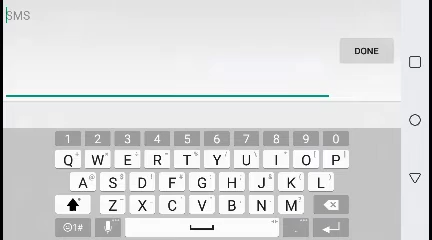 SMS
DONE
1 2 3 4 5 6 7 8 9 0
Q W E R T Y U I O P
A S D F G H J K L
Z X C V B N M
1#